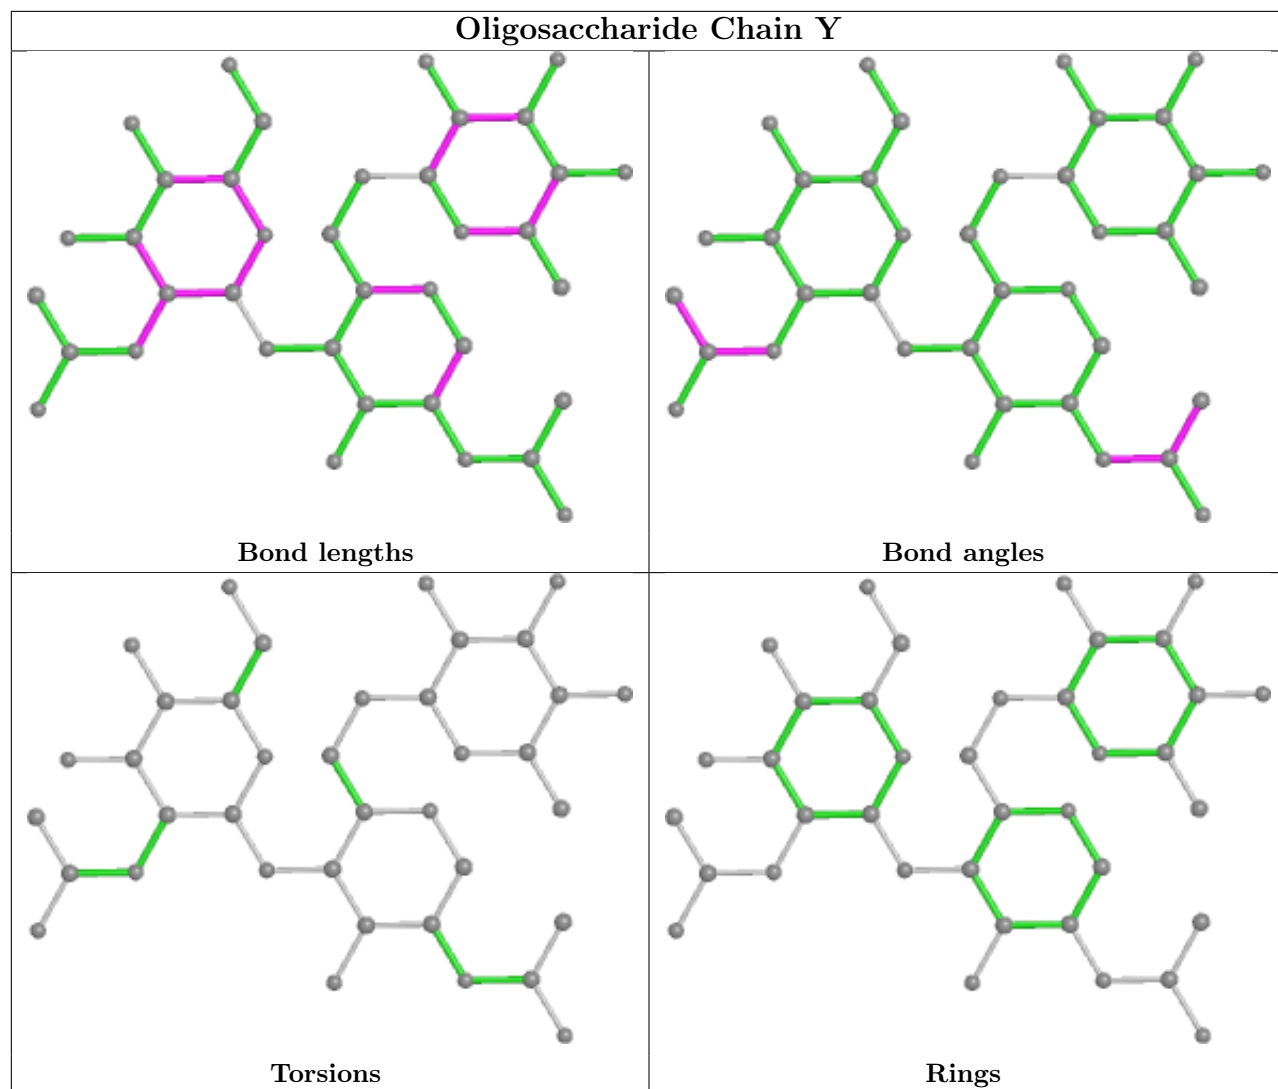 Oligosaccharide Chain Y
Bond lengths
Bond angles
Torsions
Rings